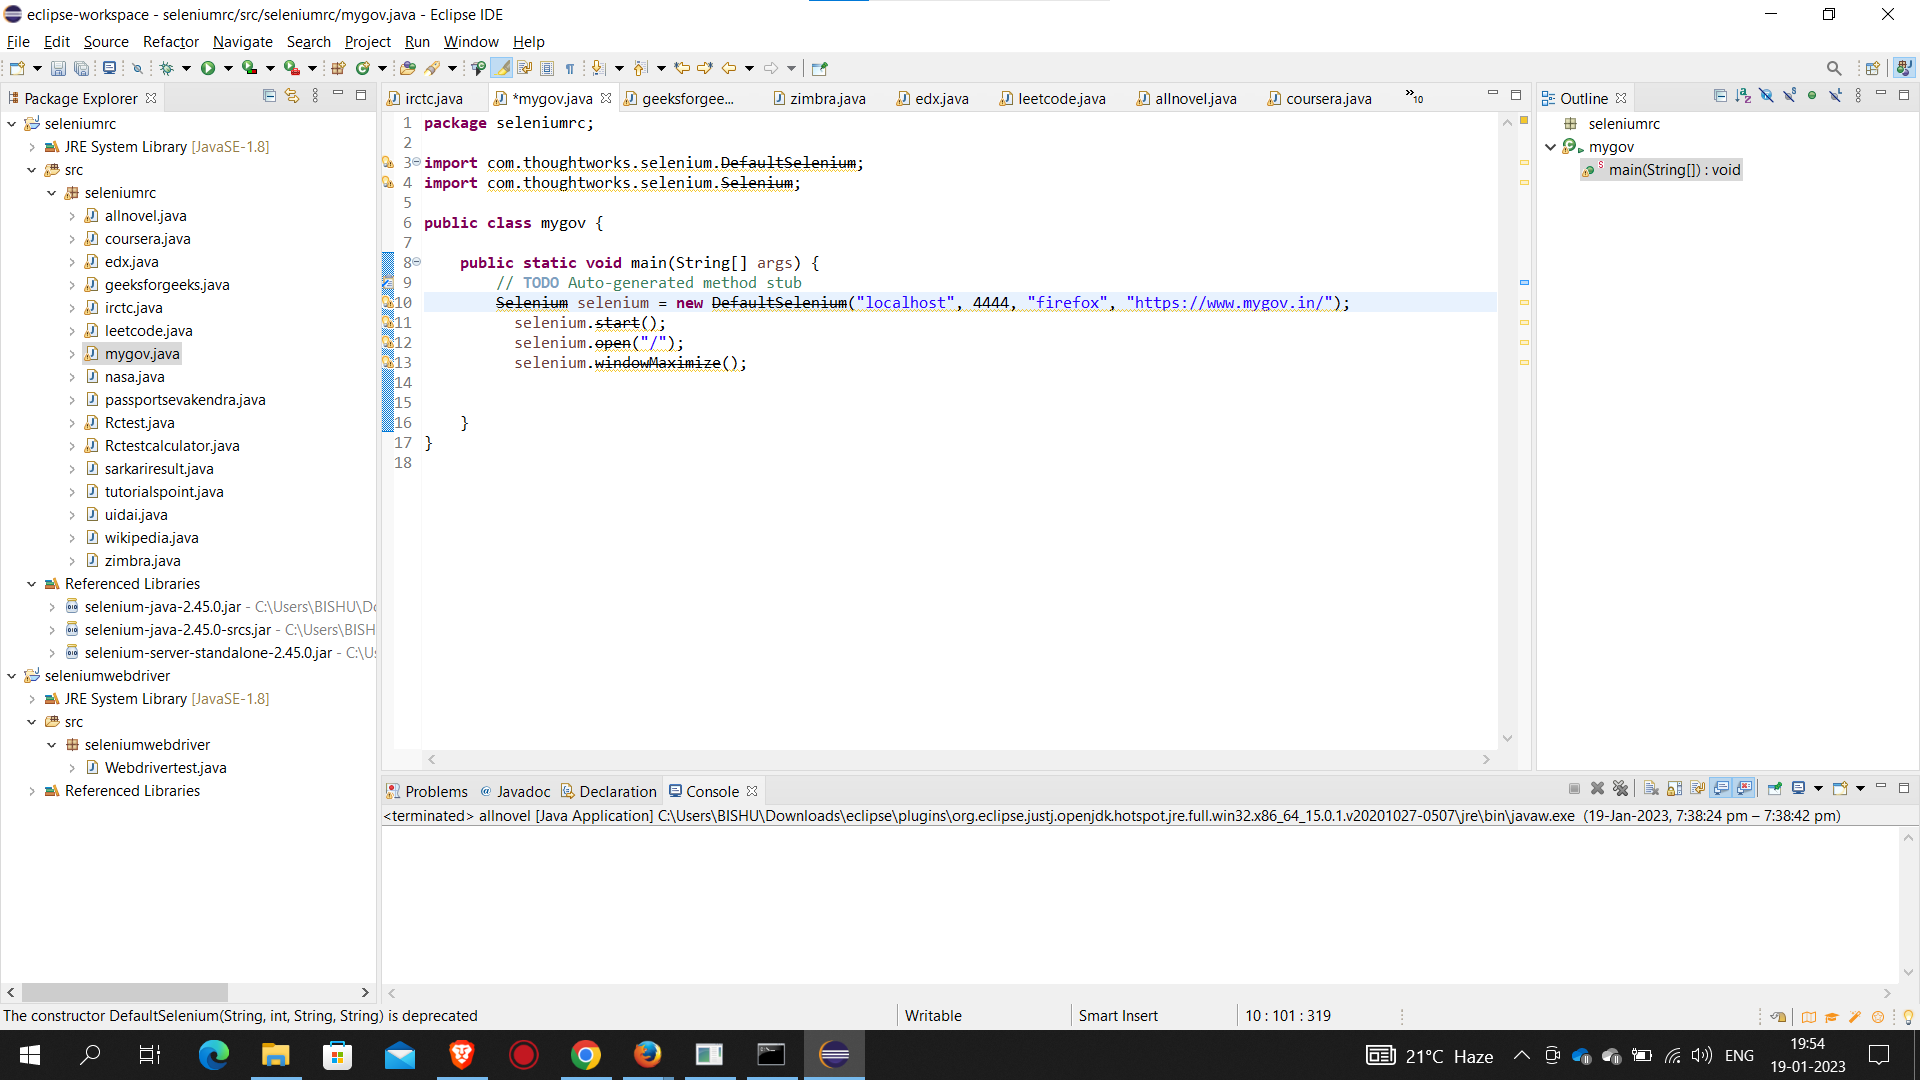 eclipse-workspace - seleniumrc/src/seleniumrc/mygov.java - Eclipse IDE
File Edit Source Refactor Navigate Search Project Run Window Help
Package Explorer
seleniumrc
JRE System Library [JavaSE-1.8]
src
seleniumrc
allnovel.java
coursera.java
edx.java
geeksforgeeks.java
irctc.java
leetcode.java
mygov.java
nasa.java
passportsevakendra.java
Rctest.java
Rctestcalculator.java
sarkariresult.java
tutorialspoint.java
uidai.java
wikipedia.java
zimbra.java
Referenced Libraries
selenium-java-2.45.0.jar - C:\Users\BISHU\Do
selenium-java-2.45.0-srcs.jar - C:\Users\BISH
selenium-server-standalone-2.45.0.jar - C:\Us
seleniumwebdriver
JRE System Library [JavaSE-1.8]
src
seleniumwebdriver
Webdrivertest.java
Referenced Libraries
irctc.java *mygov.java geeksforgee... zimbra.java edx.java leetcode.java allnovel.java coursera.java »10
1 package seleniumrc;
2
3 import com.thoughtworks.selenium.DefaultSelenium;
4 import com.thoughtworks.selenium.Selenium;
5
6 public class mygov {
7
8 public static void main(String[] args) {
9 // TODO Auto-generated method stub
10 Selenium selenium = new DefaultSelenium("localhost", 4444, "firefox", "https://www.mygov.in/");
11 selenium.start();
12 selenium.open("/");
13 selenium.windowMaximize();
14
15
16 }
17 }
18
Outline
seleniumrc
mygov
main(String[]) : void
Problems @ Javadoc Declaration Console
<terminated> allnovel [Java Application] C:\Users\BISHU\Downloads\eclipse\plugins\org.eclipse.justj.openjdk.hotspot.jre.full.win32.x86_64_15.0.1.v20201027-0507\jre\bin\javaw.exe (19-Jan-2023, 7:38:24 pm – 7:38:42 pm)
The constructor DefaultSelenium(String, int, String, String) is deprecated Writable Smart Insert 10 : 101 : 319
21°C Haze ENG 19:54
19-01-2023